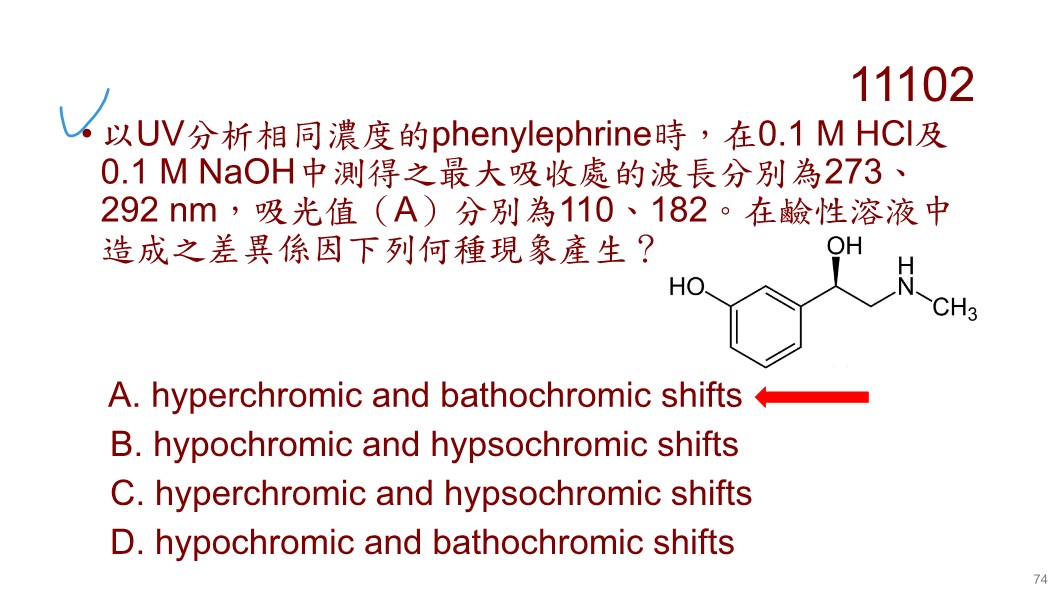 11102
• 以UV分析相同濃度的phenylephrine時，在0.1 M HCl及
0.1 M NaOH中測得之最大吸收處的波長分別為273、
292 nm，吸光值（A）分別為110、182。在鹼性溶液中
造成之差異係因下列何種現象產生？
OH
HO
H
N
CH3
A. hyperchromic and bathochromic shifts
B. hypochromic and hypsochromic shifts
C. hyperchromic and hypsochromic shifts
D. hypochromic and bathochromic shifts
74